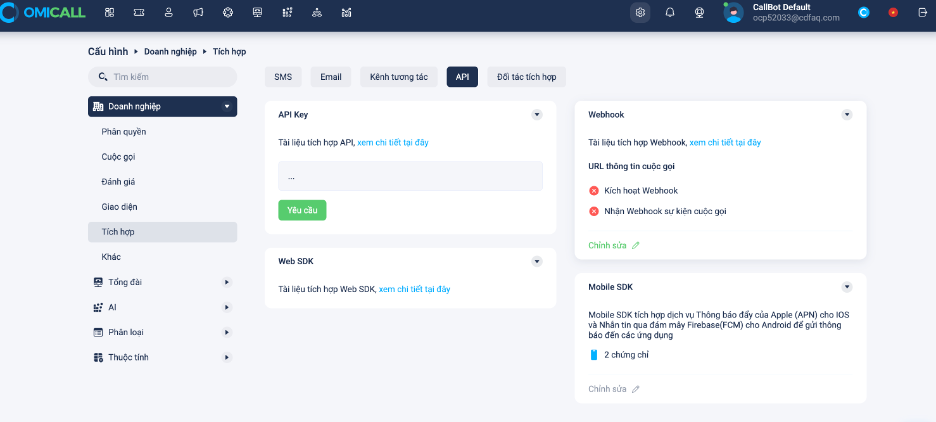 OMICALL
CallBot Default
ocp52033@cdfaq.com
Cấu hình
Doanh nghiệp
Tích hợp
Tìm kiếm
Doanh nghiệp
Phân quyền
Cuộc gọi
Đánh giá
Giao diện
Tích hợp
Khác
Tổng đài
AI
Phân loại
Thuộc tính
SMS
Email
Kênh tương tác
API
Đối tác tích hợp
API Key
Tài liệu tích hợp API, xem chi tiết tại đây
...
Yêu cầu
Web SDK
Tài liệu tích hợp Web SDK, xem chi tiết tại đây
Webhook
Tài liệu tích hợp Webhook, xem chi tiết tại đây
URL thông tin cuộc gọi
Kích hoạt Webhook
Nhận Webhook sự kiện cuộc gọi
Chỉnh sửa
Mobile SDK
Mobile SDK tích hợp dịch vụ Thông báo đẩy của Apple (APN) cho IOS
và Nhắn tin qua đám mây Firebase(FCM) cho Android để gửi thông
báo đến các ứng dụng
2 chứng chỉ
Chỉnh sửa